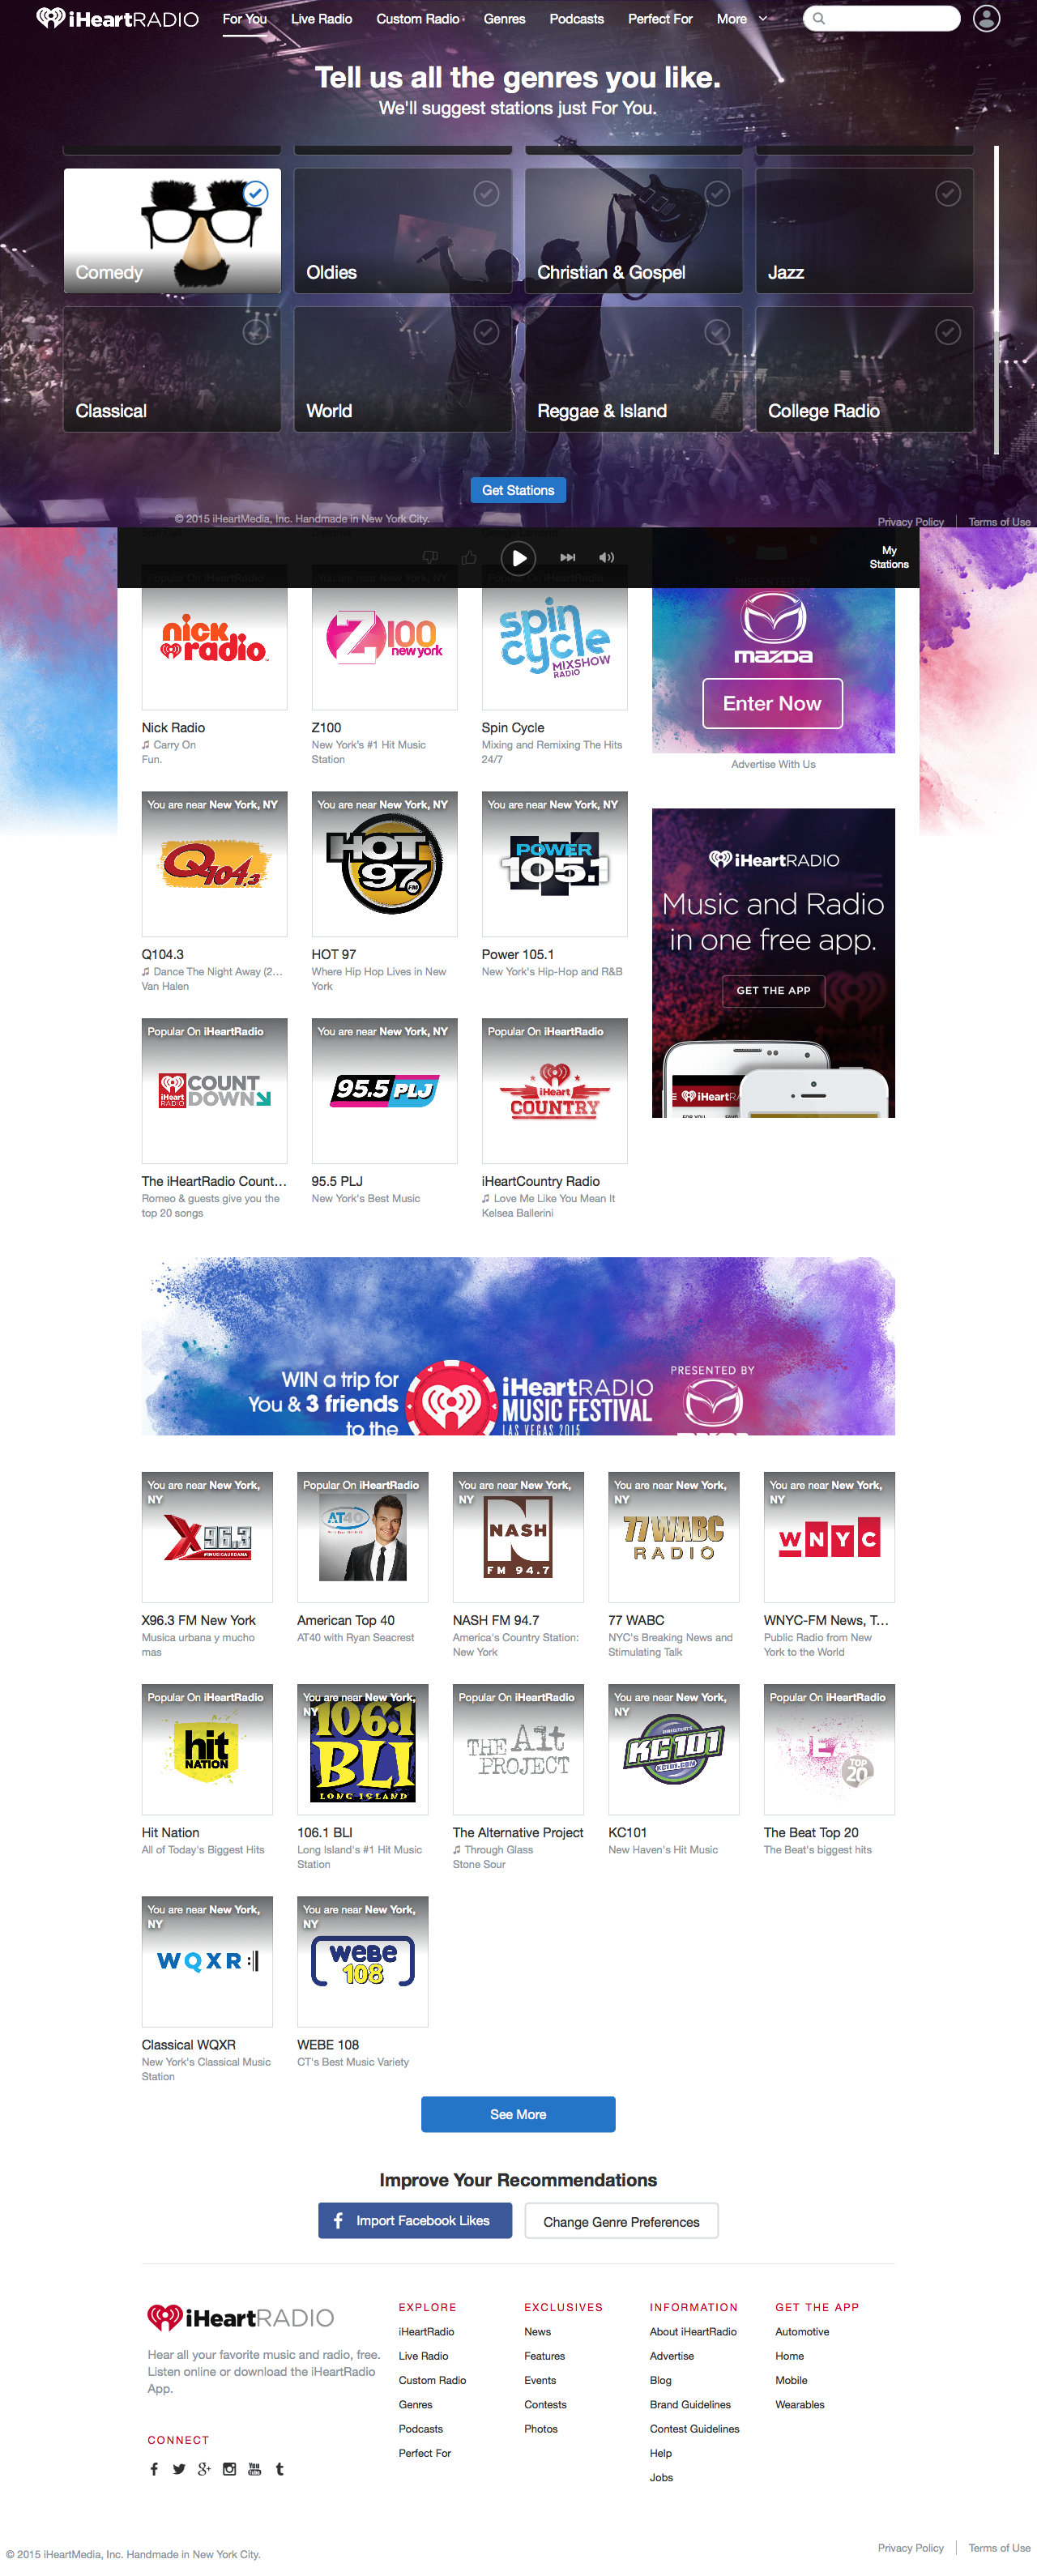 iHeartRADIO
For You
Live Radio
Custom Radio
Genres
Podcasts
Perfect For
More
Tell us all the genres you like.
We'll suggest stations just For You.
Comedy
Oldies
Christian & Gospel
Jazz
Classical
World
Reggae & Island
College Radio
Get Stations
© 2015 iHeartMedia, Inc. Handmade in New York City.
Privacy Policy
Terms of Use
My
Stations
nick
radio
Z100
new york
spin
cycle
MIXSHOW
RADIO
PRESENTED BY
mazda
Enter Now
Advertise With Us
Nick Radio
Carry On
Fun.
Z100
New York's #1 Hit Music
Station
Spin Cycle
Mixing and Remixing The Hits
24/7
You are near New York, NY
Q104.3
You are near New York, NY
HOT
97
FM
You are near New York, NY
POWER
105.1
Q104.3
Dance The Night Away (2...
Van Halen
HOT 97
Where Hip Hop Lives in New
York
Power 105.1
New York's Hip-Hop and R&B
iHeartRADIO
Music and Radio
in one free app.
GET THE APP
Popular On iHeartRadio
iHeart
RADIO
COUNT
DOWN
You are near New York, NY
95.5 PLJ
Popular On iHeartRadio
iHeart
COUNTRY
The iHeartRadio Count...
Romeo & guests give you the
top 20 songs
95.5 PLJ
New York's Best Music
iHeartCountry Radio
Love Me Like You Mean It
Kelsea Ballerini
WIN a trip for
You & 3 friends
to the
iHeartRADIO
MUSIC FESTIVAL
LAS VEGAS 2015
PRESENTED BY
You are near New York,
NY
X96.3
Popular On iHeartRadio
AT40
You are near New York,
NY
NASH
FM 94.7
You are near New York,
NY
77WABC
RADIO
You are near New York,
NY
WNYC
X96.3 FM New York
Musica urbana y mucho
mas
American Top 40
AT40 with Ryan Seacrest
NASH FM 94.7
America's Country Station:
New York
77 WABC
NYC's Breaking News and
Stimulating Talk
WNYC-FM News, T...
Public Radio from New
York to the World
Popular On iHeartRadio
hit
NATION
You are near New York,
NY
106.1
BLI
LONG ISLAND
Popular On iHeartRadio
THE Alt
PROJECT
You are near New York,
NY
KC101
KC101.COM
Popular On iHeartRadio
BEAT
TOP
20
Hit Nation
All of Today's Biggest Hits
106.1 BLI
Long Island's #1 Hit Music
Station
The Alternative Project
Through Glass
Stone Sour
KC101
New Haven's Hit Music
The Beat Top 20
The Beat's biggest hits
You are near New York,
NY
WQXR
You are near New York,
NY
WEBE
108
Classical WQXR
New York's Classical Music
Station
WEBE 108
CT's Best Music Variety
See More
Improve Your Recommendations
Import Facebook Likes
Change Genre Preferences
iHeartRADIO
Hear all your favorite music and radio, free.
Listen online or download the iHeartRadio
App.
CONNECT
EXPLORE
iHeartRadio
Live Radio
Custom Radio
Genres
Podcasts
Perfect For
EXCLUSIVES
News
Features
Events
Contests
Photos
INFORMATION
About iHeartRadio
Advertise
Blog
Brand Guidelines
Contest Guidelines
Help
Jobs
GET THE APP
Automotive
Home
Mobile
Wearables
© 2015 iHeartMedia, Inc. Handmade in New York City.
Privacy Policy
Terms of Use